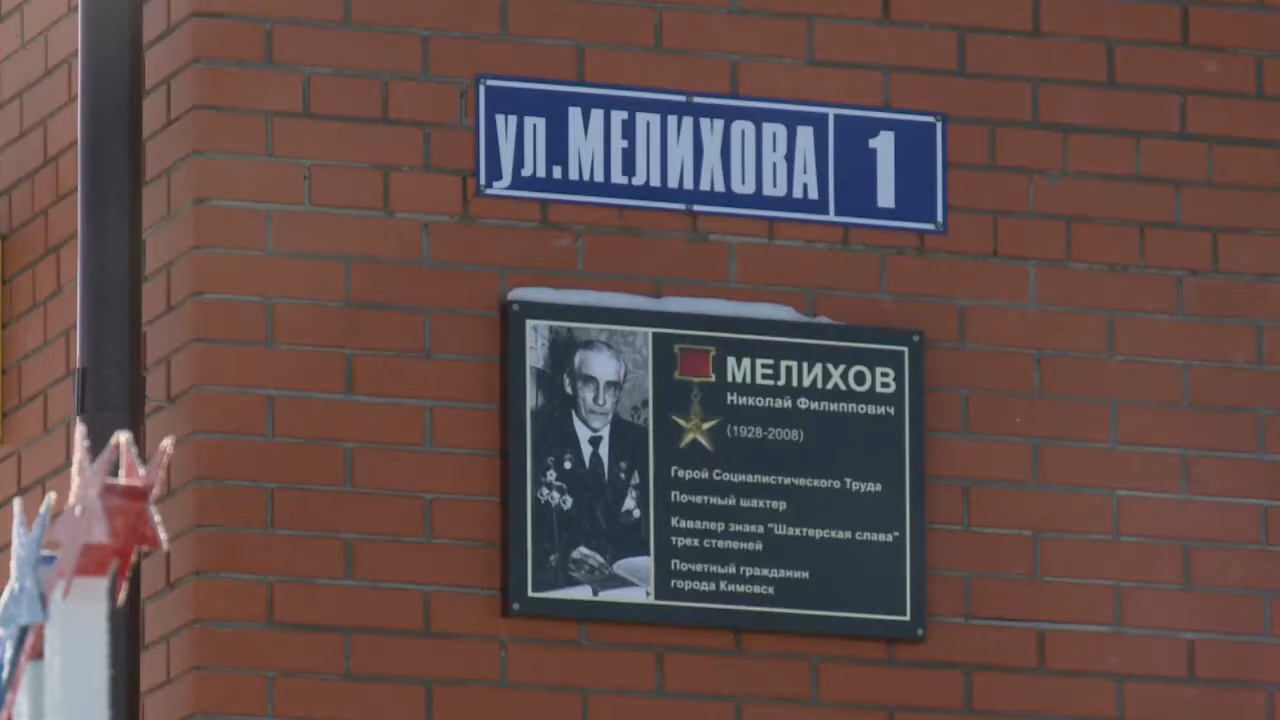 ул.МЕЛИХОВА 1
МЕЛИХОВ
Николай Филиппович
(1928-2008)
Герой Социалистического Труда
Почетный шахтер
Кавалер знака "Шахтерская слава"
трех степеней
Почетный гражданин
города Кимовск